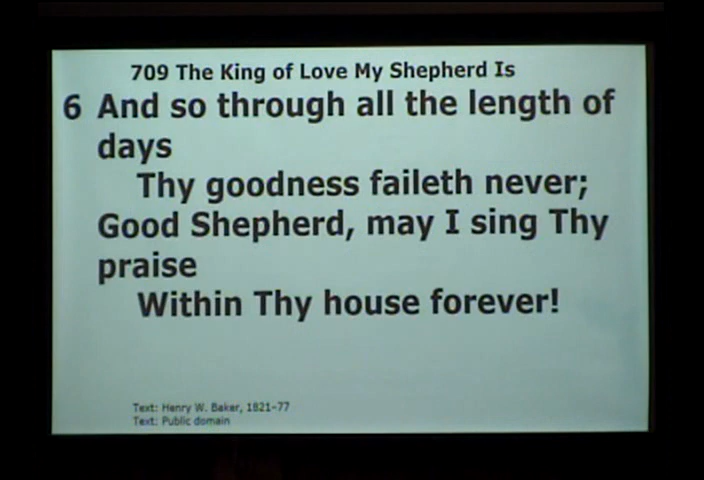 709 The King of Love My Shepherd Is
6 And so through all the length of
days
Thy goodness faileth never;
Good Shepherd, may I sing Thy
praise
Within Thy house forever!
Text: Henry W. Baker, 1821–77
Text: Public domain